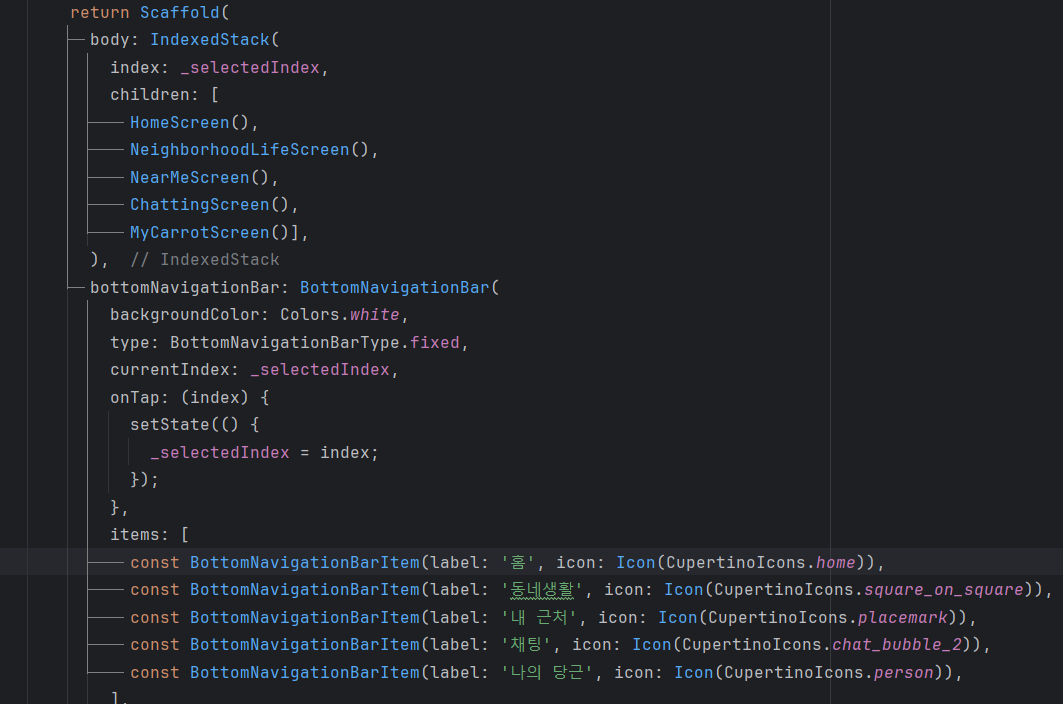 return Scaffold(
body: IndexedStack(
index: _selectedIndex,
children: [
HomeScreen(),
NeighborhoodLifeScreen(),
NearMeScreen(),
ChattingScreen(),
MyCarrotScreen()],
), // IndexedStack
bottomNavigationBar: BottomNavigationBar(
backgroundColor: Colors.white,
type: BottomNavigationBarType.fixed,
currentIndex: _selectedIndex,
onTap: (index) {
setState(() {
_selectedIndex = index;
});
},
items: [
const BottomNavigationBarItem(label: '홈', icon: Icon(CupertinoIcons.home)),
const BottomNavigationBarItem(label: '동네생활', icon: Icon(CupertinoIcons.square_on_square)),
const BottomNavigationBarItem(label: '내 근처', icon: Icon(CupertinoIcons.placemark)),
const BottomNavigationBarItem(label: '채팅', icon: Icon(CupertinoIcons.chat_bubble_2)),
const BottomNavigationBarItem(label: '나의 당근', icon: Icon(CupertinoIcons.person)),
],